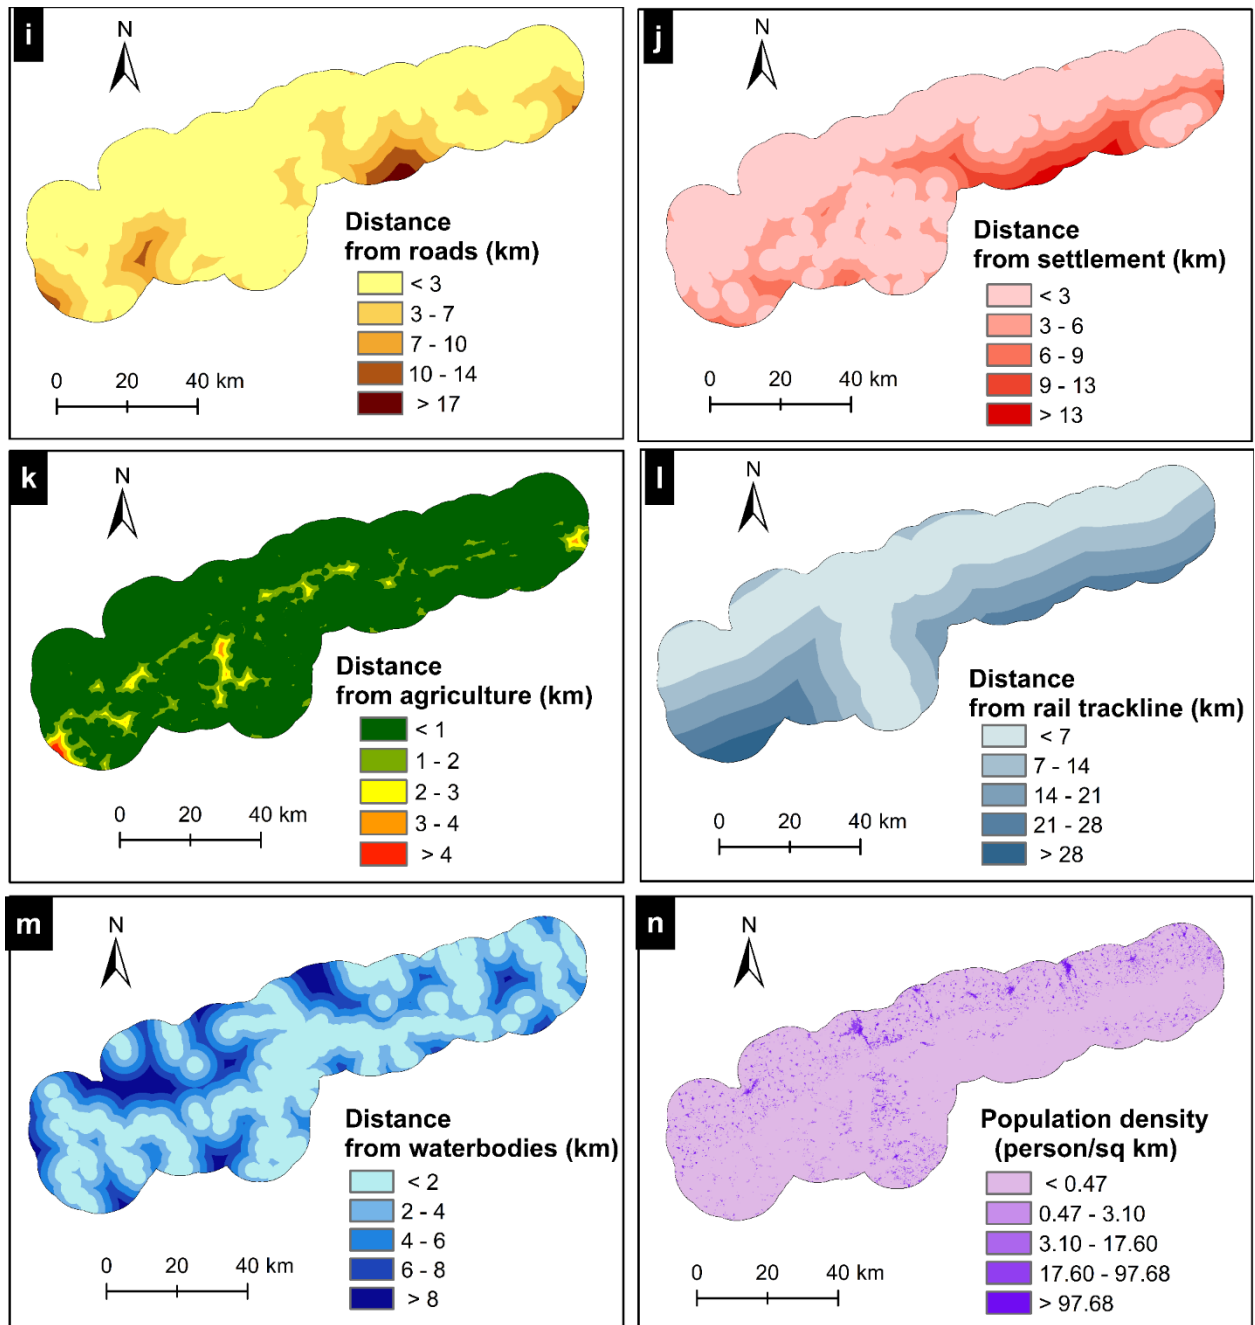 i
N
Distance
from roads (km)
< 3
3 - 7
7 - 10
10 - 14
> 17
0 20 40 km
j
N
Distance
from settlement (km)
< 3
3 - 6
6 - 9
9 - 13
> 13
0 20 40 km
k
N
Distance
from agriculture (km)
< 1
1 - 2
2 - 3
3 - 4
> 4
0 20 40 km
l
N
Distance
from rail trackline (km)
< 7
7 - 14
14 - 21
21 - 28
> 28
0 20 40 km
m
N
Distance
from waterbodies (km)
< 2
2 - 4
4 - 6
6 - 8
> 8
0 20 40 km
n
N
Population density
(person/sq km)
< 0.47
0.47 - 3.10
3.10 - 17.60
17.60 - 97.68
> 97.68
0 20 40 km